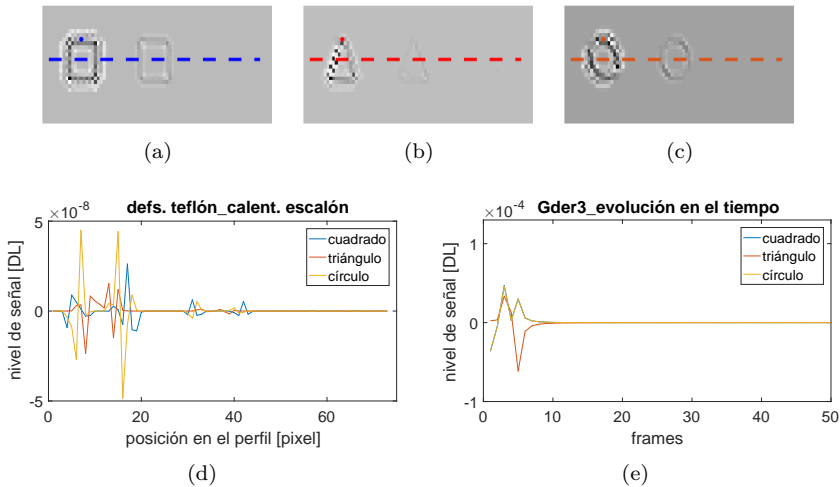 (a)
(b)
(c)
×10-8
defs. teflón_calent. escalón
5
0
-5
nivel de señal [DL]
cuadrado
triángulo
círculo
0
20
40
60
posición en el perfil [pixel]
(d)
×10-4
Gder3_evolución en el tiempo
1
0
-1
nivel de señal [DL]
cuadrado
triángulo
círculo
0
10
20
30
40
50
frames
(e)